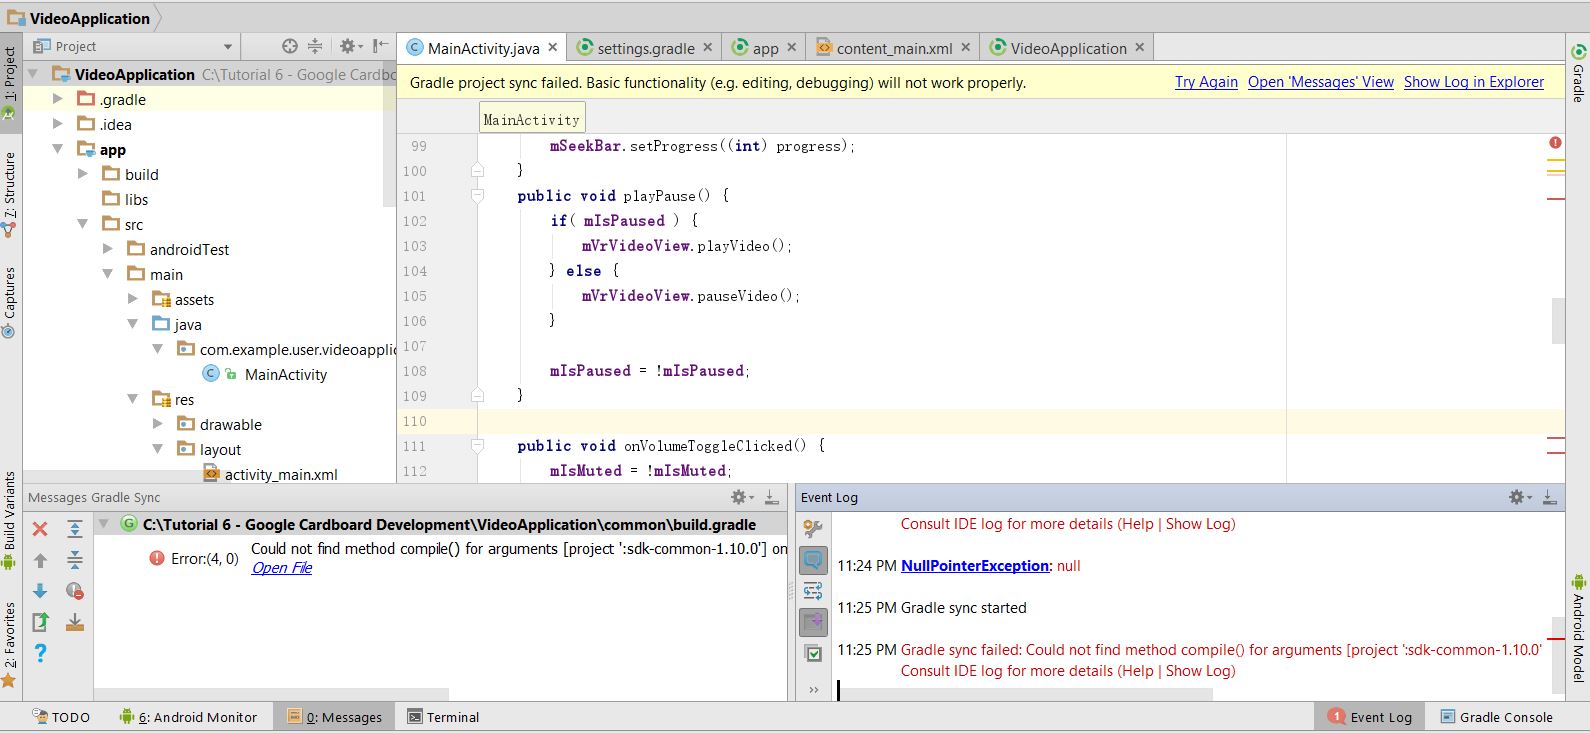 VideoApplication
Project
MainActivity.java
settings.gradle
app
content_main.xml
VideoApplication
1: Project
7: Structure
Captures
Build Variants
2: Favorites
VideoApplication C:\Tutorial 6 - Google Cardbo
.gradle
.idea
app
build
libs
src
androidTest
main
assets
java
com.example.user.videoapplic
MainActivity
res
drawable
layout
activity_main.xml
Gradle project sync failed. Basic functionality (e.g. editing, debugging) will not work properly.
Try Again Open 'Messages' View Show Log in Explorer
MainActivity
99 mSeekBar.setProgress((int) progress);
100 }
101 public void playPause() {
102 if( mIsPaused ) {
103 mVrVideoView.playVideo();
104 } else {
105 mVrVideoView.pauseVideo();
106 }
107
108 mIsPaused = !mIsPaused;
109 }
110
111 public void onVolumeToggleClicked() {
112 mIsMuted = !mIsMuted;
Gradle
Android Model
Messages Gradle Sync
C:\Tutorial 6 - Google Cardboard Development\VideoApplication\common\build.gradle
Error:(4, 0) Could not find method compile() for arguments [project ':sdk-common-1.10.0'] on
Open File
Event Log
Consult IDE log for more details (Help | Show Log)
11:24 PM NullPointerException: null
11:25 PM Gradle sync started
11:25 PM Gradle sync failed: Could not find method compile() for arguments [project ':sdk-common-1.10.0'
Consult IDE log for more details (Help | Show Log)
TODO
6: Android Monitor
0: Messages
Terminal
1 Event Log
Gradle Console